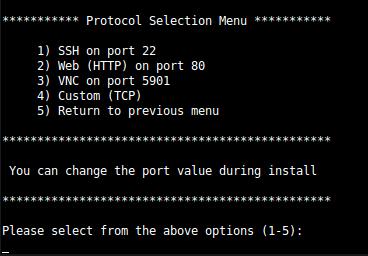 *********** Protocol Selection Menu ***********
1) SSH on port 22
2) Web (HTTP) on port 80
3) VNC on port 5901
4) Custom (TCP)
5) Return to previous menu
***********************************************
You can change the port value during install
***********************************************
Please select from the above options (1-5):
_